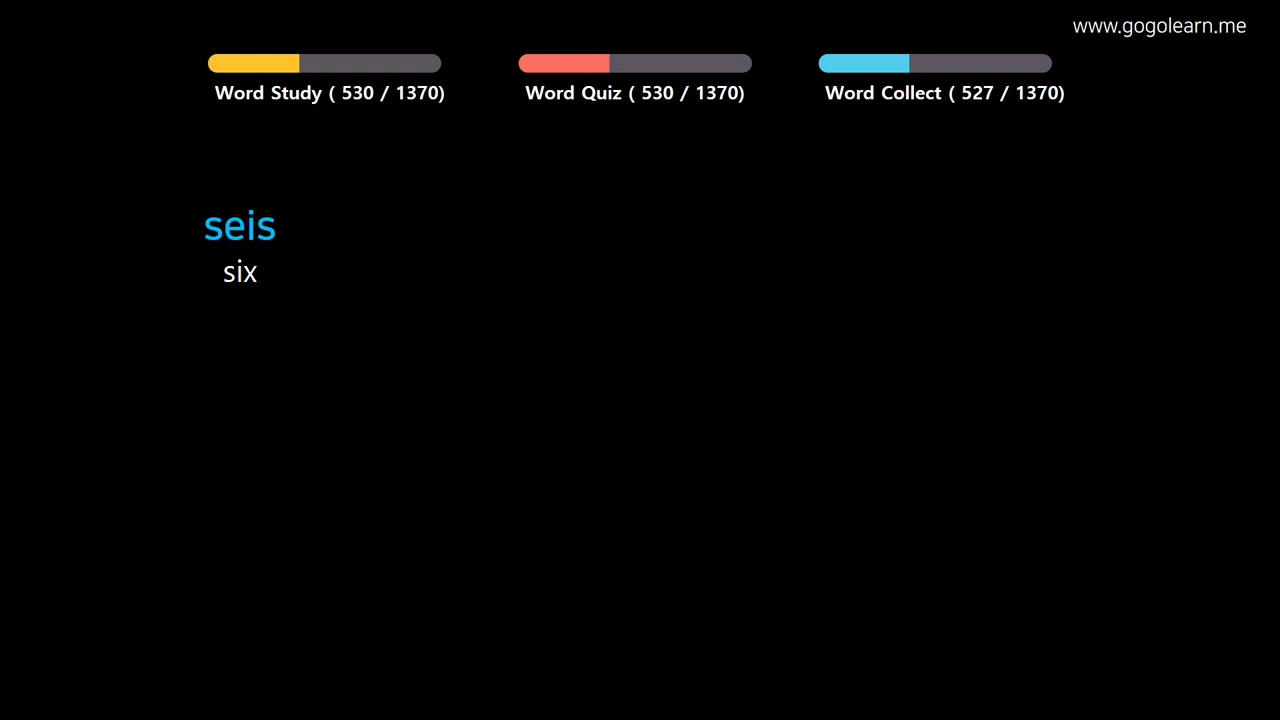 www.gogolearn.me
Word Study ( 530 / 1370)
Word Quiz ( 530 / 1370)
Word Collect ( 527 / 1370)
seis
six